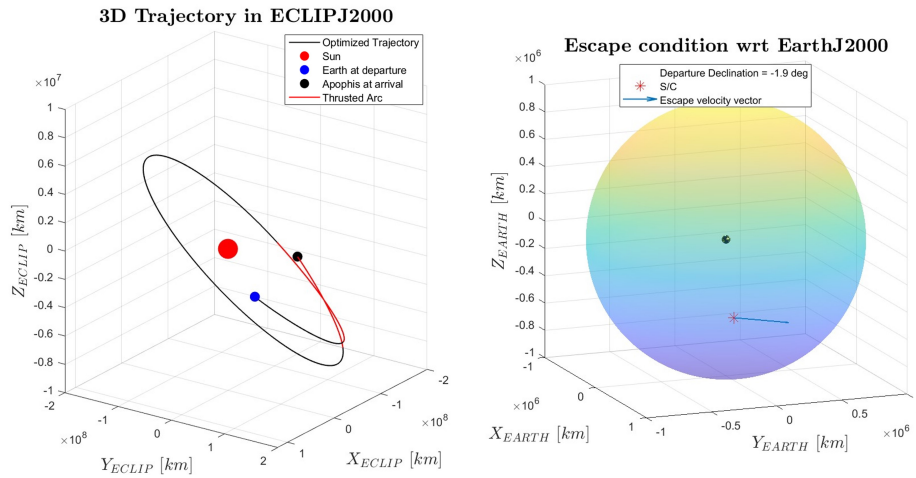 3D Trajectory in ECLIPJ2000
Optimized Trajectory
Sun
Earth at departure
Apophis at arrival
Thrusted Arc
×10⁷
1
0.8
0.6
0.4
0.2
0
-0.2
-0.4
-0.6
-0.8
-1
Z_ECLIP [km]
-2
-1
0
1
2
×10⁸
Y_ECLIP [km]
-2
-1
0
1
×10⁸
X_ECLIP [km]
Escape condition wrt EarthJ2000
Departure Declination = -1.9 deg
S/C
Escape velocity vector
×10⁶
1
0.8
0.6
0.4
0.2
0
-0.2
-0.4
-0.6
-0.8
-1
Z_EARTH [km]
-1
0
1
×10⁶
X_EARTH [km]
-1
-0.5
0
0.5
×10⁶
Y_EARTH [km]